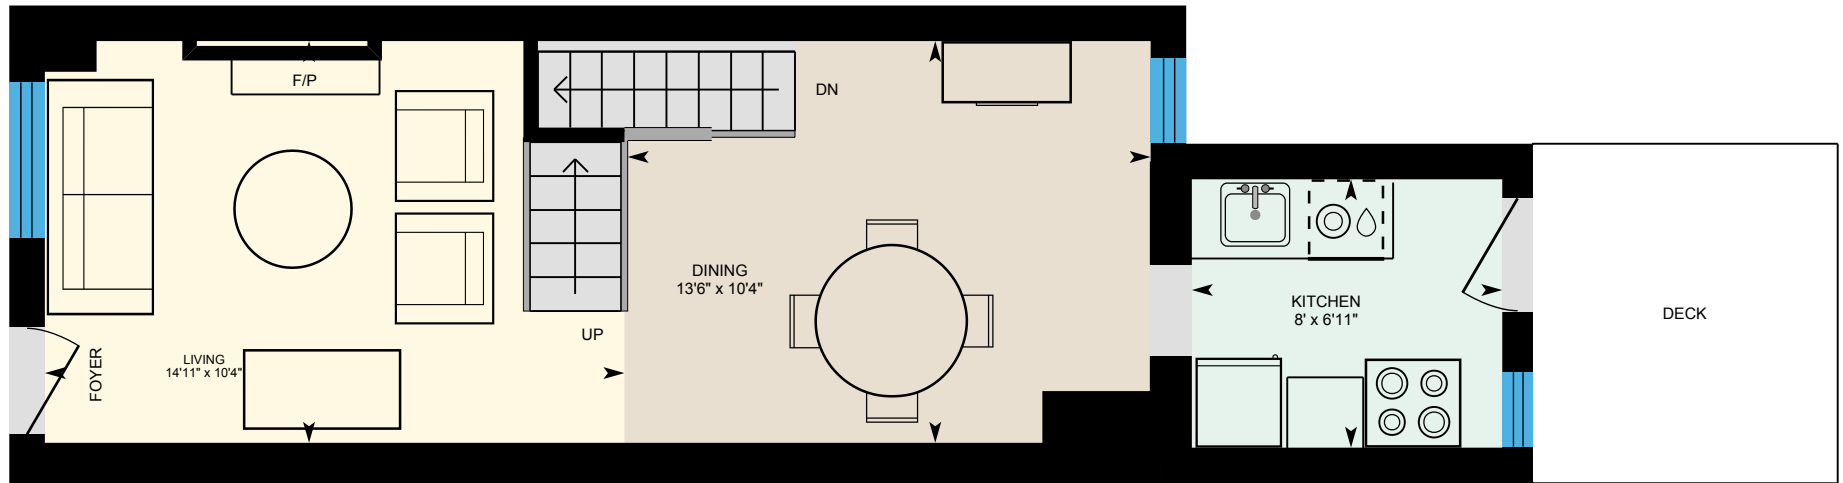 F/P
DN
DINING
13'6" x 10'4"
UP
LIVING
14'11" x 10'4"
FOYER
KITCHEN
8' x 6'11"
DECK